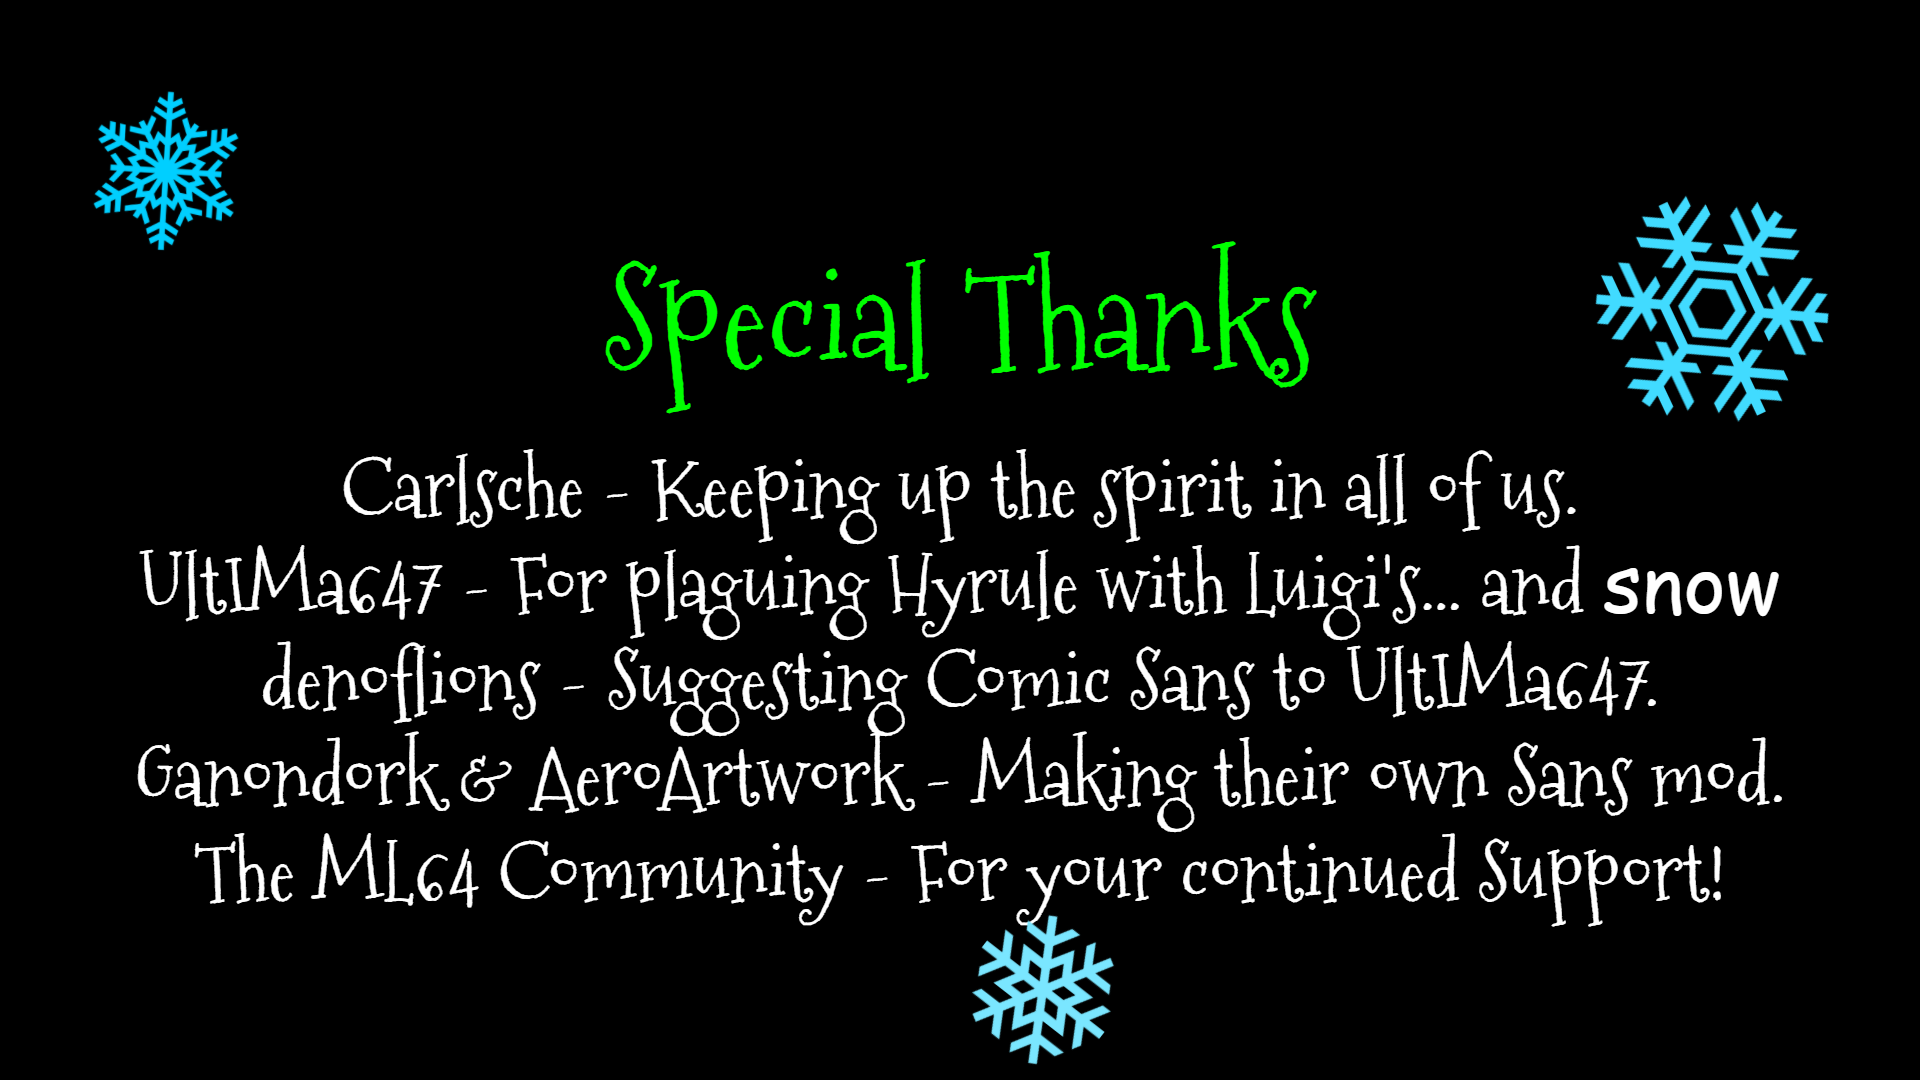 Special Thanks
Carlsche - Keeping up the spirit in all of us.
UltIMa647 - For plaguing Hyrule with Luigi's... and snow
denoflions - Suggesting Comic Sans to UltIMa647.
Ganondork & AeroArtwork - Making their own Sans mod.
The ML64 Community - For your continued Support!